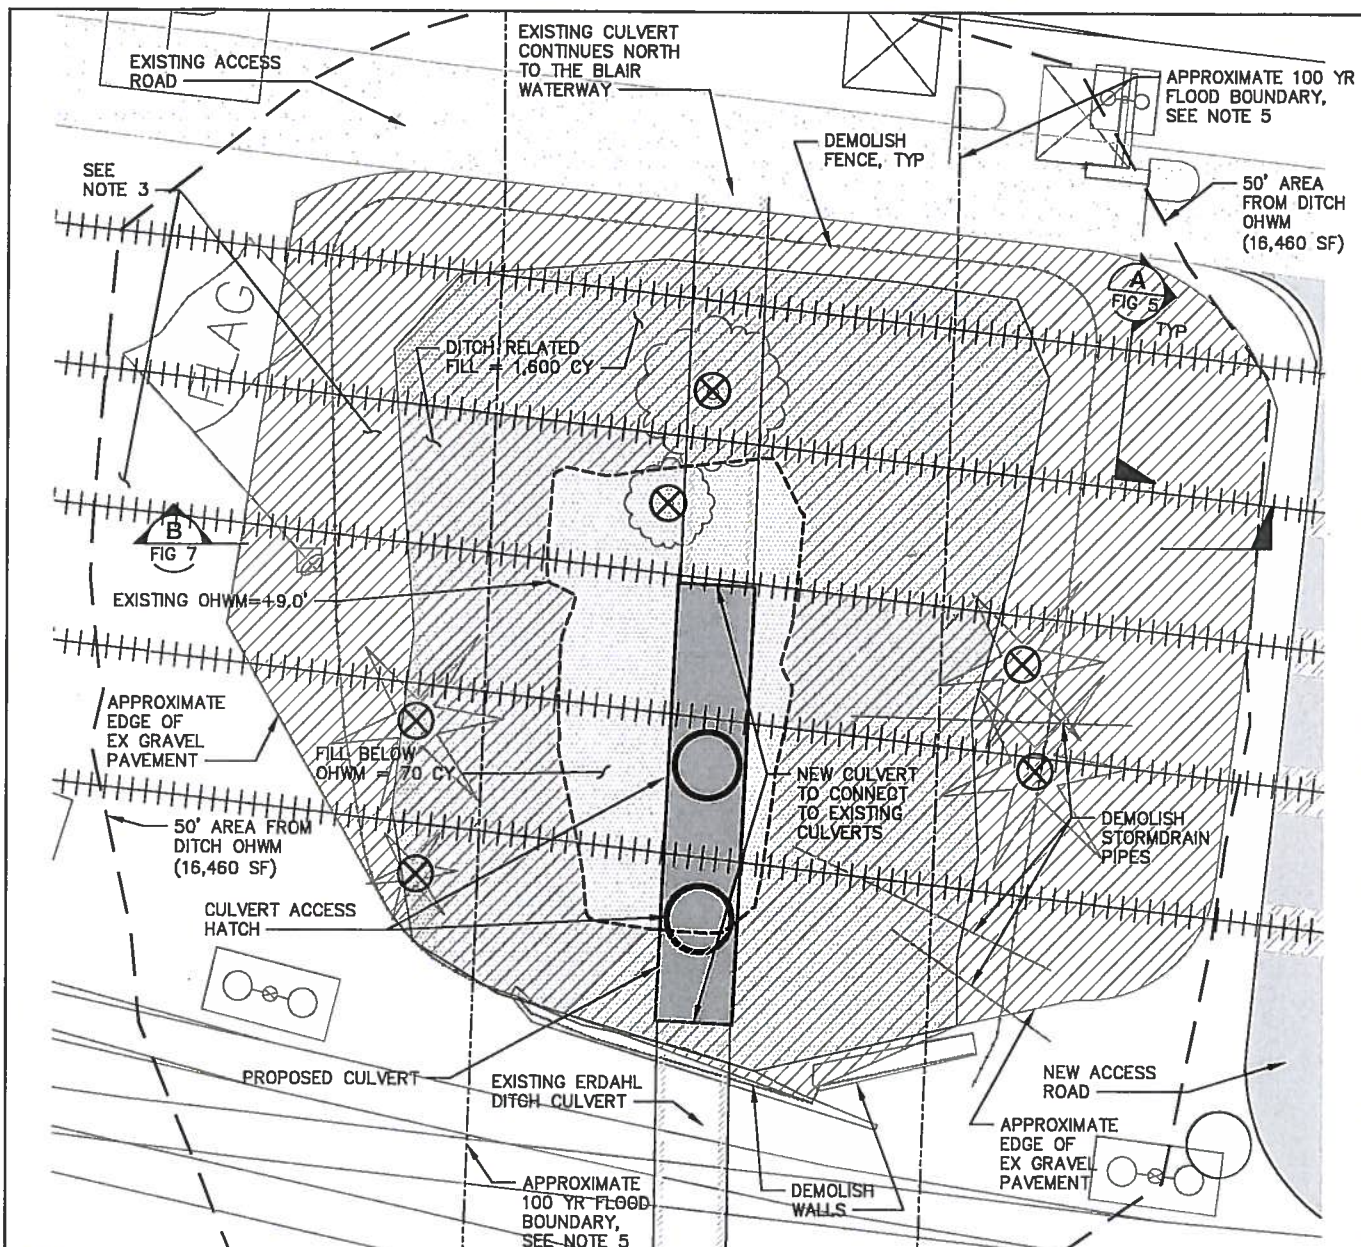 EXISTING ACCESS
ROAD
EXISTING CULVERT
CONTINUES NORTH
TO THE BLAIR
WATERWAY
APPROXIMATE 100 YR
FLOOD BOUNDARY,
SEE NOTE 5
DEMOLISH
FENCE, TYP
SEE
NOTE 3
50' AREA
FROM DITCH
OHWM
(16,460 SF)
A
FIG 5
TYP
FLAG
DITCH RELATED
FILL = 1,600 CY
B
FIG 7
EXISTING OHWM=+9.0'
APPROXIMATE
EDGE OF
EX GRAVEL
PAVEMENT
FILL BELOW
OHWM = 70 CY
NEW CULVERT
TO CONNECT
TO EXISTING
CULVERTS
DEMOLISH
STORMDRAIN
PIPES
50' AREA FROM
DITCH OHWM
(16,460 SF)
CULVERT ACCESS
HATCH
PROPOSED CULVERT
EXISTING ERDAHL
DITCH CULVERT
NEW ACCESS
ROAD
APPROXIMATE
EDGE OF
EX GRAVEL
PAVEMENT
APPROXIMATE
100 YR FLOOD
BOUNDARY,
SEE NOTE 5
DEMOLISH
WALLS